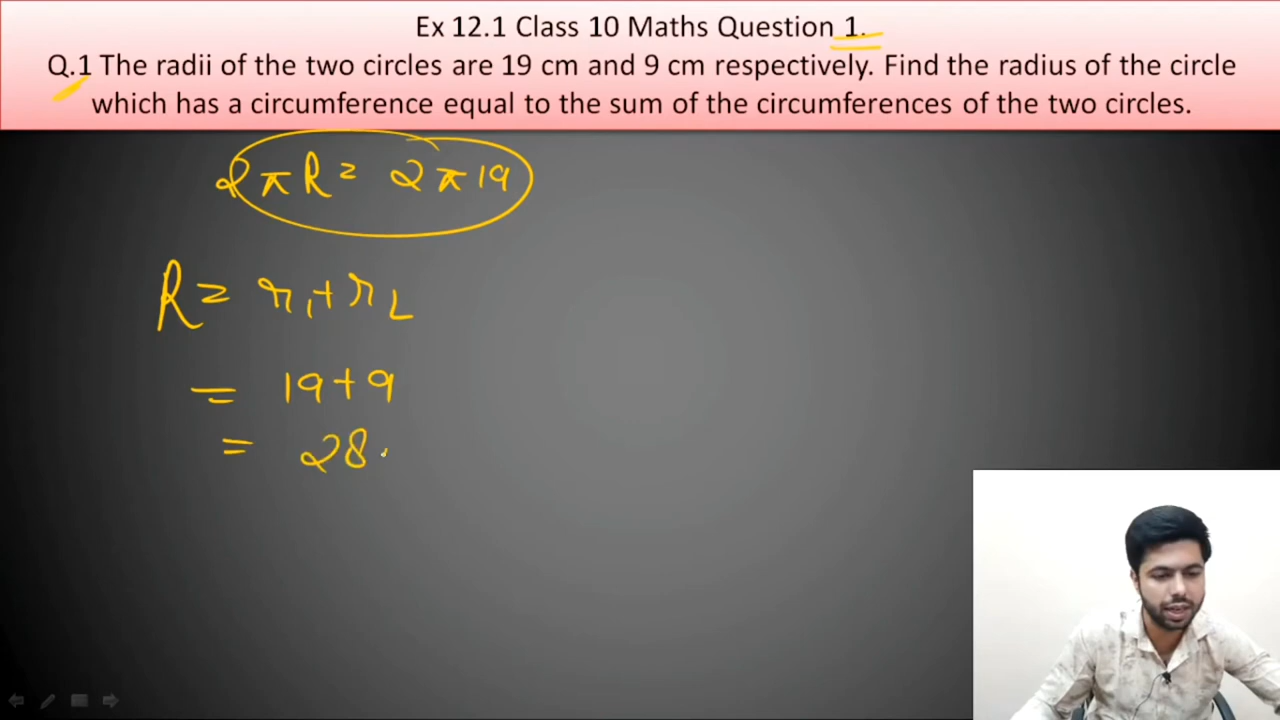 Ex 12.1 Class 10 Maths Question 1.
Q.1 The radii of the two circles are 19 cm and 9 cm respectively. Find the radius of the circle
which has a circumference equal to the sum of the circumferences of the two circles.
2πR = 2π19
R = r₁+r₂
= 19+9
= 28.